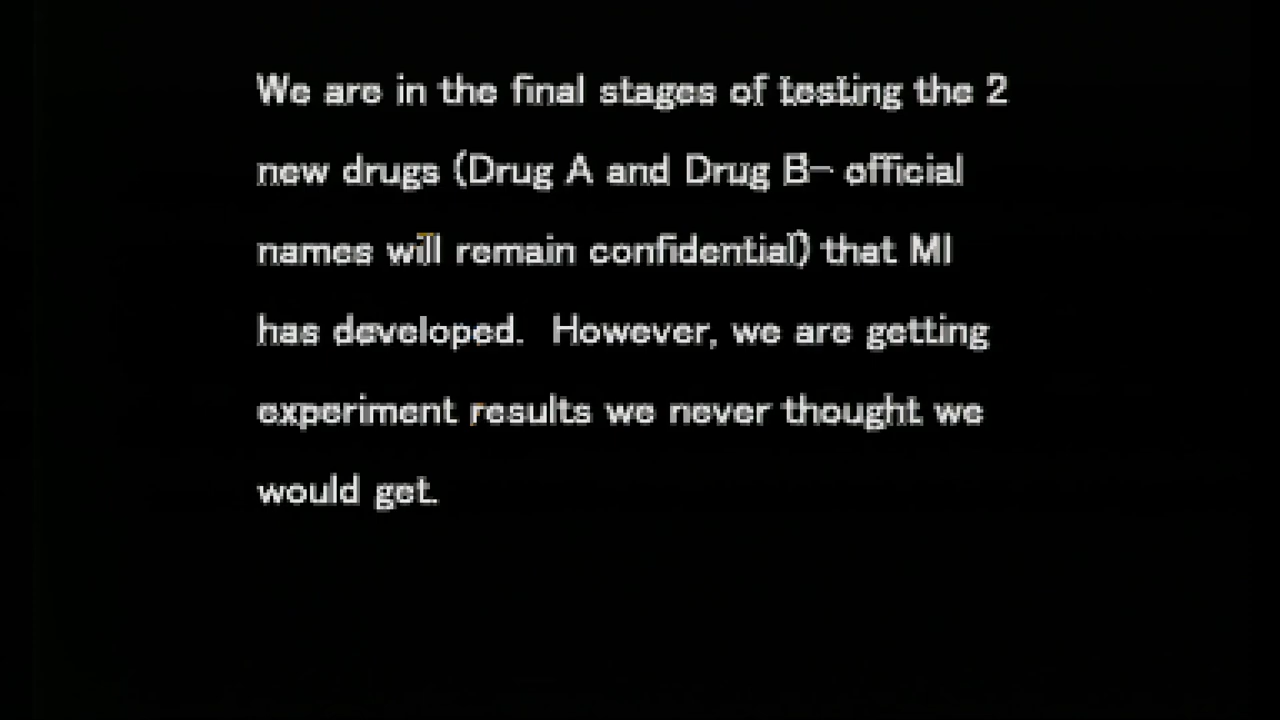 We are in the final stages of testing the 2
new drugs (Drug A and Drug B- official
names will remain confidential) that MI
has developed.  However, we are getting
experiment results we never thought we
would get.